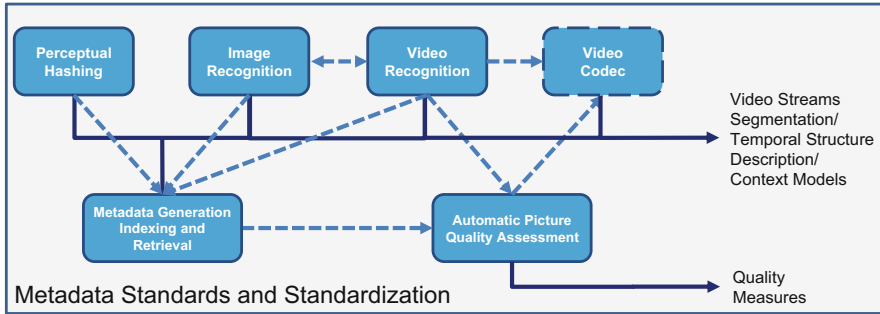 Perceptual
Hashing
Image
Recognition
Video
Recognition
Video
Codec
Video Streams
Segmentation/
Temporal Structure
Description/
Context Models
Metadata Generation
Indexing and
Retrieval
Automatic Picture
Quality Assessment
Quality
Measures
Metadata Standards and Standardization